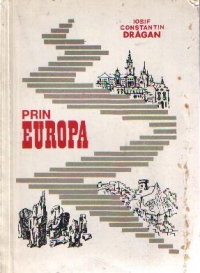 IOSIF
CONSTANTIN
DRĂGAN
PRIN
EUROPA